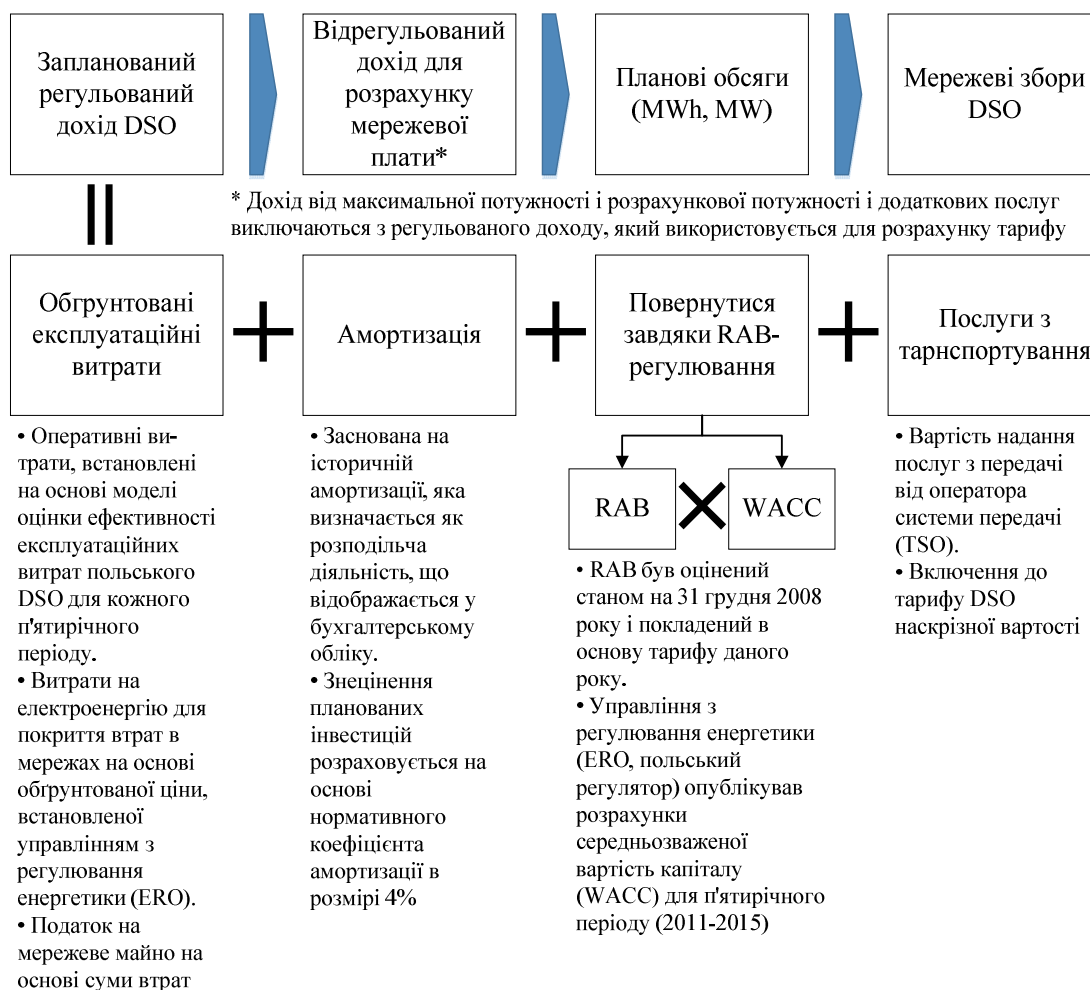 Запланований
регульований
дохід DSO
Відрегульований
дохід для
розрахунку
мережевої
плати*
Планові обсяги
(MWh, MW)
Мережеві збори
DSO
* Дохід від максимальної потужності і розрахункової потужності і додаткових послуг
виключаються з регульованого доходу, який використовується для розрахунку тарифу
Обгрунтовані
експлуатаційні
витрати
Амортизація
Повернутися
завдяки RAB-
регулювання
Послуги з
тарнспортування
• Оперативні ви-
трати, встановлені
на основі моделі
оцінки ефективності
експлуатаційних
витрат польського
DSO для кожного
п'ятирічного
періоду.
• Витрати на
електроенергію для
покриття втрат в
мережах на основі
обґрунтованої ціни,
встановленої
управлінням з
регулювання
енергетики (ERO).
• Податок на
мережеве майно на
основі суми втрат
• Заснована на
історичній
амортизації, яка
визначається як
розподільча
діяльність, що
відображається у
бухгалтерському
обліку.
• Знецінення
планованих
інвестицій
розраховується на
основі
нормативного
коефіцієнта
амортизації в
розмірі 4%
RAB
WACC
• RAB був оцінений
станом на 31 грудня 2008
року і покладений в
основу тарифу даного
року.
• Управління з
регулювання енергетики
(ERO, польський
регулятор) опублікував
розрахунки
середньозваженої
вартість капіталу
(WACC) для п'ятирічного
періоду (2011-2015)
• Вартість надання
послуг з передачі
від оператора
системи передачі
(TSO).
• Включення до
тарифу DSO
наскрізної вартості